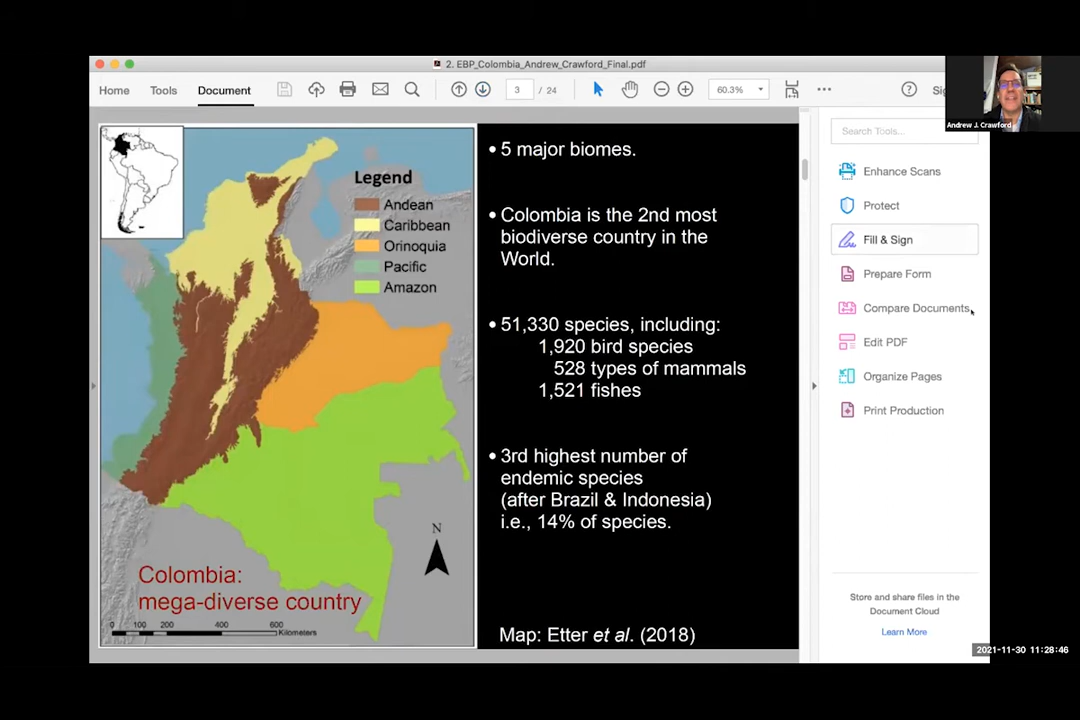 2. EBP_Colombia_Andrew_Crawford_Final.pdf
Home Tools Document 3 / 24 60.3%
Andrew J. Crawford
Search Tools...
Enhance Scans
Protect
Fill & Sign
Prepare Form
Compare Documents
Edit PDF
Organize Pages
Print Production
Store and share files in the
Document Cloud
Learn More
Legend
Andean
Caribbean
Orinoquia
Pacific
Amazon
N
Colombia:
mega-diverse country
0 100 200 400 600
Kilometers
• 5 major biomes.
• Colombia is the 2nd most
biodiverse country in the
World.
• 51,330 species, including:
1,920 bird species
528 types of mammals
1,521 fishes
• 3rd highest number of
endemic species
(after Brazil & Indonesia)
i.e., 14% of species.
Map: Etter et al. (2018)
2021-11-30 11:28:46